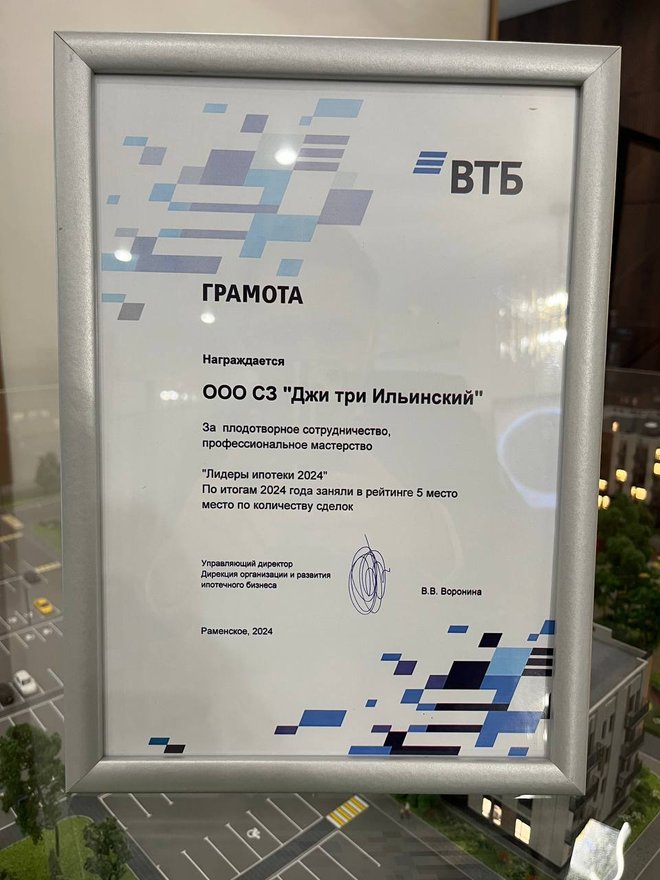 ВТБ
ГРАМОТА
Награждается
ООО СЗ "Джи три Ильинский"
За плодотворное сотрудничество,
профессиональное мастерство
"Лидеры ипотеки 2024"
По итогам 2024 года заняли в рейтинге 5 место
место по количеству сделок
Управляющий директор
Дирекция организации и развития
ипотечного бизнеса
В.В. Воронина
Раменское, 2024